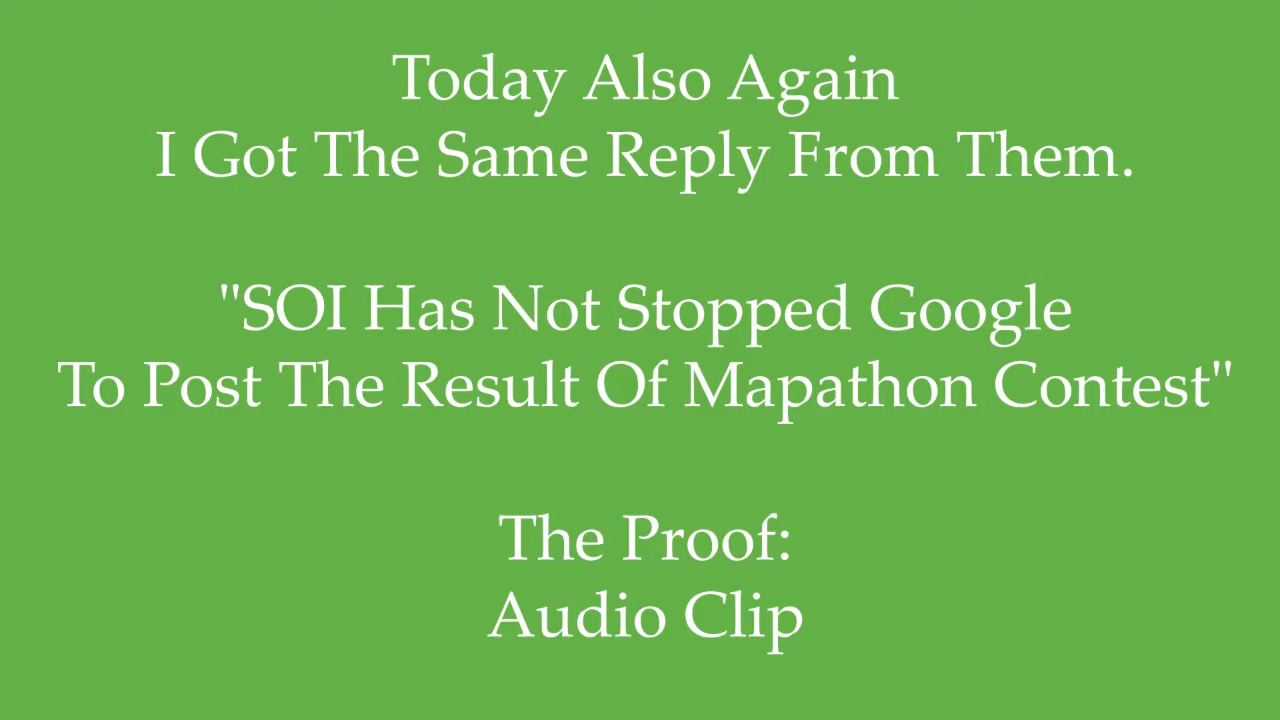 Today Also Again
I Got The Same Reply From Them.
"SOI Has Not Stopped Google
To Post The Result Of Mapathon Contest"
The Proof:
Audio Clip